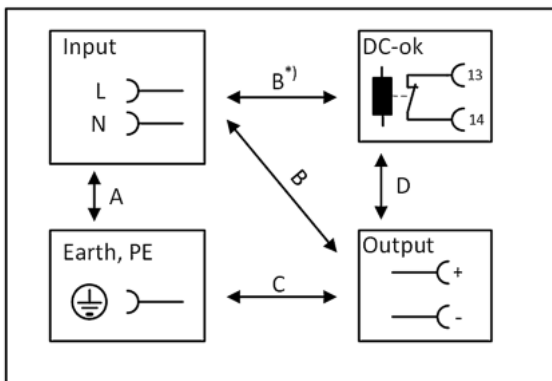 Input
L
N
B*)
DC-ok
13
14
A
B
D
Earth, PE
C
Output
+
-